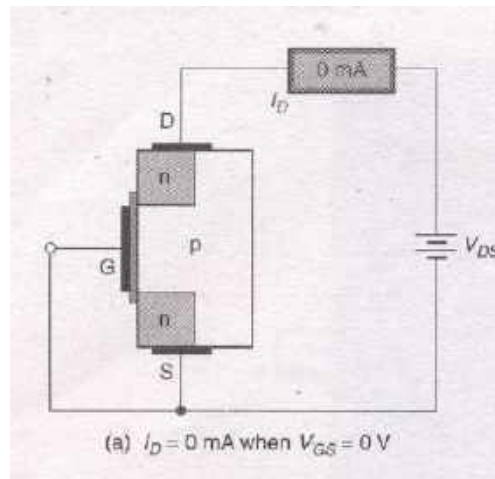 0 mA
I_D
D
n
p
V_DS
G
n
S
(a) I_D = 0 mA when V_GS = 0 V